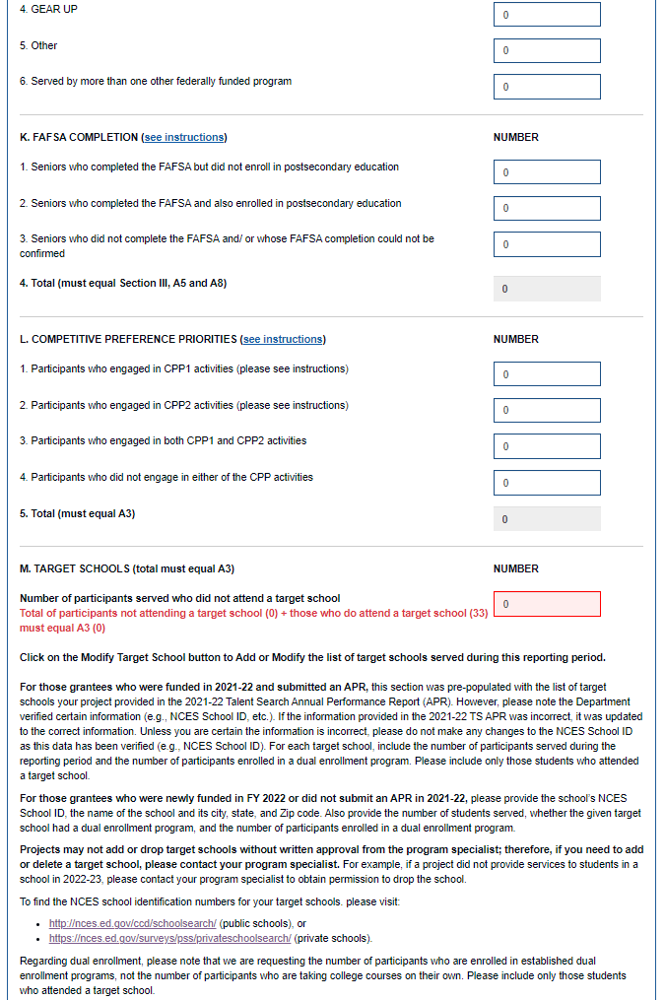 4. GEAR UP
0
5. Other
0
6. Served by more than one other federally funded program
0
K. FAFSA COMPLETION (see instructions) NUMBER
1. Seniors who completed the FAFSA but did not enroll in postsecondary education
0
2. Seniors who completed the FAFSA and also enrolled in postsecondary education
0
3. Seniors who did not complete the FAFSA and/ or whose FAFSA completion could not be
confirmed
0
4. Total (must equal Section III, A5 and A8)
0
L. COMPETITIVE PREFERENCE PRIORITIES (see instructions) NUMBER
1. Participants who engaged in CPP1 activities (please see instructions)
0
2. Participants who engaged in CPP2 activities (please see instructions)
0
3. Participants who engaged in both CPP1 and CPP2 activities
0
4. Participants who did not engage in either of the CPP activities
0
5. Total (must equal A3)
0
M. TARGET SCHOOLS (total must equal A3) NUMBER
Number of participants served who did not attend a target school
0
Total of participants not attending a target school (0) + those who do attend a target school (33)
must equal A3 (0)
Click on the Modify Target School button to Add or Modify the list of target schools served during this reporting period.
For those grantees who were funded in 2021-22 and submitted an APR, this section was pre-populated with the list of target
schools your project provided in the 2021-22 Talent Search Annual Performance Report (APR). However, please note the Department
verified certain information (e.g., NCES School ID, etc.). If the information provided in the 2021-22 TS APR was incorrect, it was updated
to the correct information. Unless you are certain the information is incorrect, please do not make any changes to the NCES School ID
as this data has been verified (e.g., NCES School ID). For each target school, include the number of participants served during the
reporting period and the number of participants enrolled in a dual enrollment program. Please include only those students who attended
a target school.
For those grantees who were newly funded in FY 2022 or did not submit an APR in 2021-22, please provide the school's NCES
School ID, the name of the school and its city, state, and Zip code. Also provide the number of students served, whether the given target
school had a dual enrollment program, and the number of participants enrolled in a dual enrollment program.
Projects may not add or drop target schools without written approval from the program specialist; therefore, if you need to add
or delete a target school, please contact your program specialist. For example, if a project did not provide services to students in a
school in 2022-23, please contact your program specialist to obtain permission to drop the school.
To find the NCES school identification numbers for your target schools. please visit:
• http://nces.ed.gov/ccd/schoolsearch/ (public schools), or
• https://nces.ed.gov/surveys/pss/privateschoolsearch/ (private schools).
Regarding dual enrollment, please note that we are requesting the number of participants who are enrolled in established dual
enrollment programs, not the number of participants who are taking college courses on their own. Please include only those students
who attended a target school.